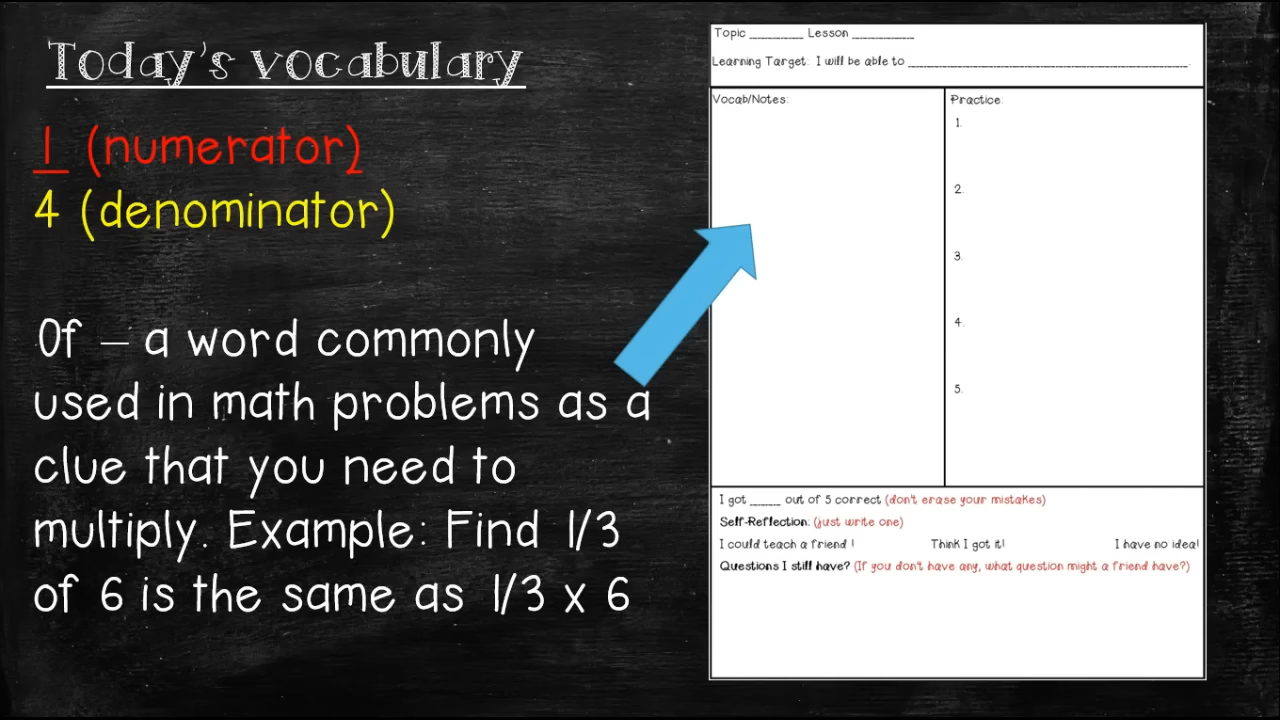 Today's vocabulary
1 (numerator)
4 (denominator)
Of – a word commonly
used in math problems as a
clue that you need to
multiply. Example: Find 1/3
of 6 is the same as 1/3 x 6
Topic ________ Lesson _________
Learning Target: I will be able to ________________________________________.
Vocab/Notes:
Practice:
1.
2.
3.
4.
5.
I got _____ out of 5 correct (don't erase your mistakes)
Self-Reflection: (just write one)
I could teach a friend ! Think I got it! I have no idea!
Questions I still have? (If you don't have any, what question might a friend have?)